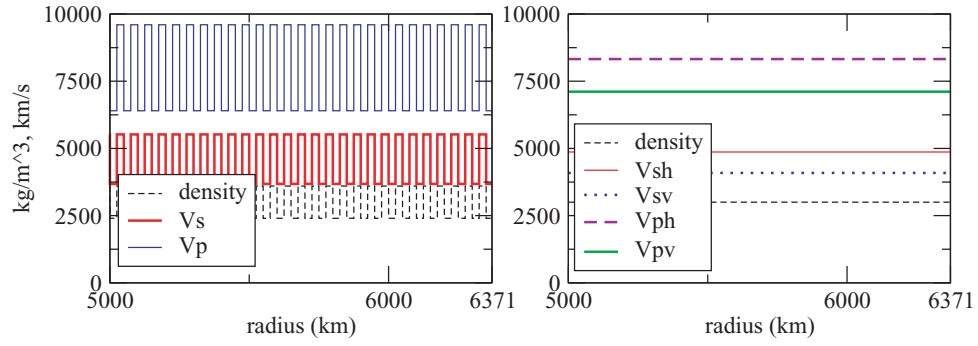 10000
7500
5000
2500
0
kg/m^3, km/s
density
Vs
Vp
5000
6000
6371
radius (km)
10000
7500
5000
2500
0
density
Vsh
Vsv
Vph
Vpv
5000
6000
6371
radius (km)